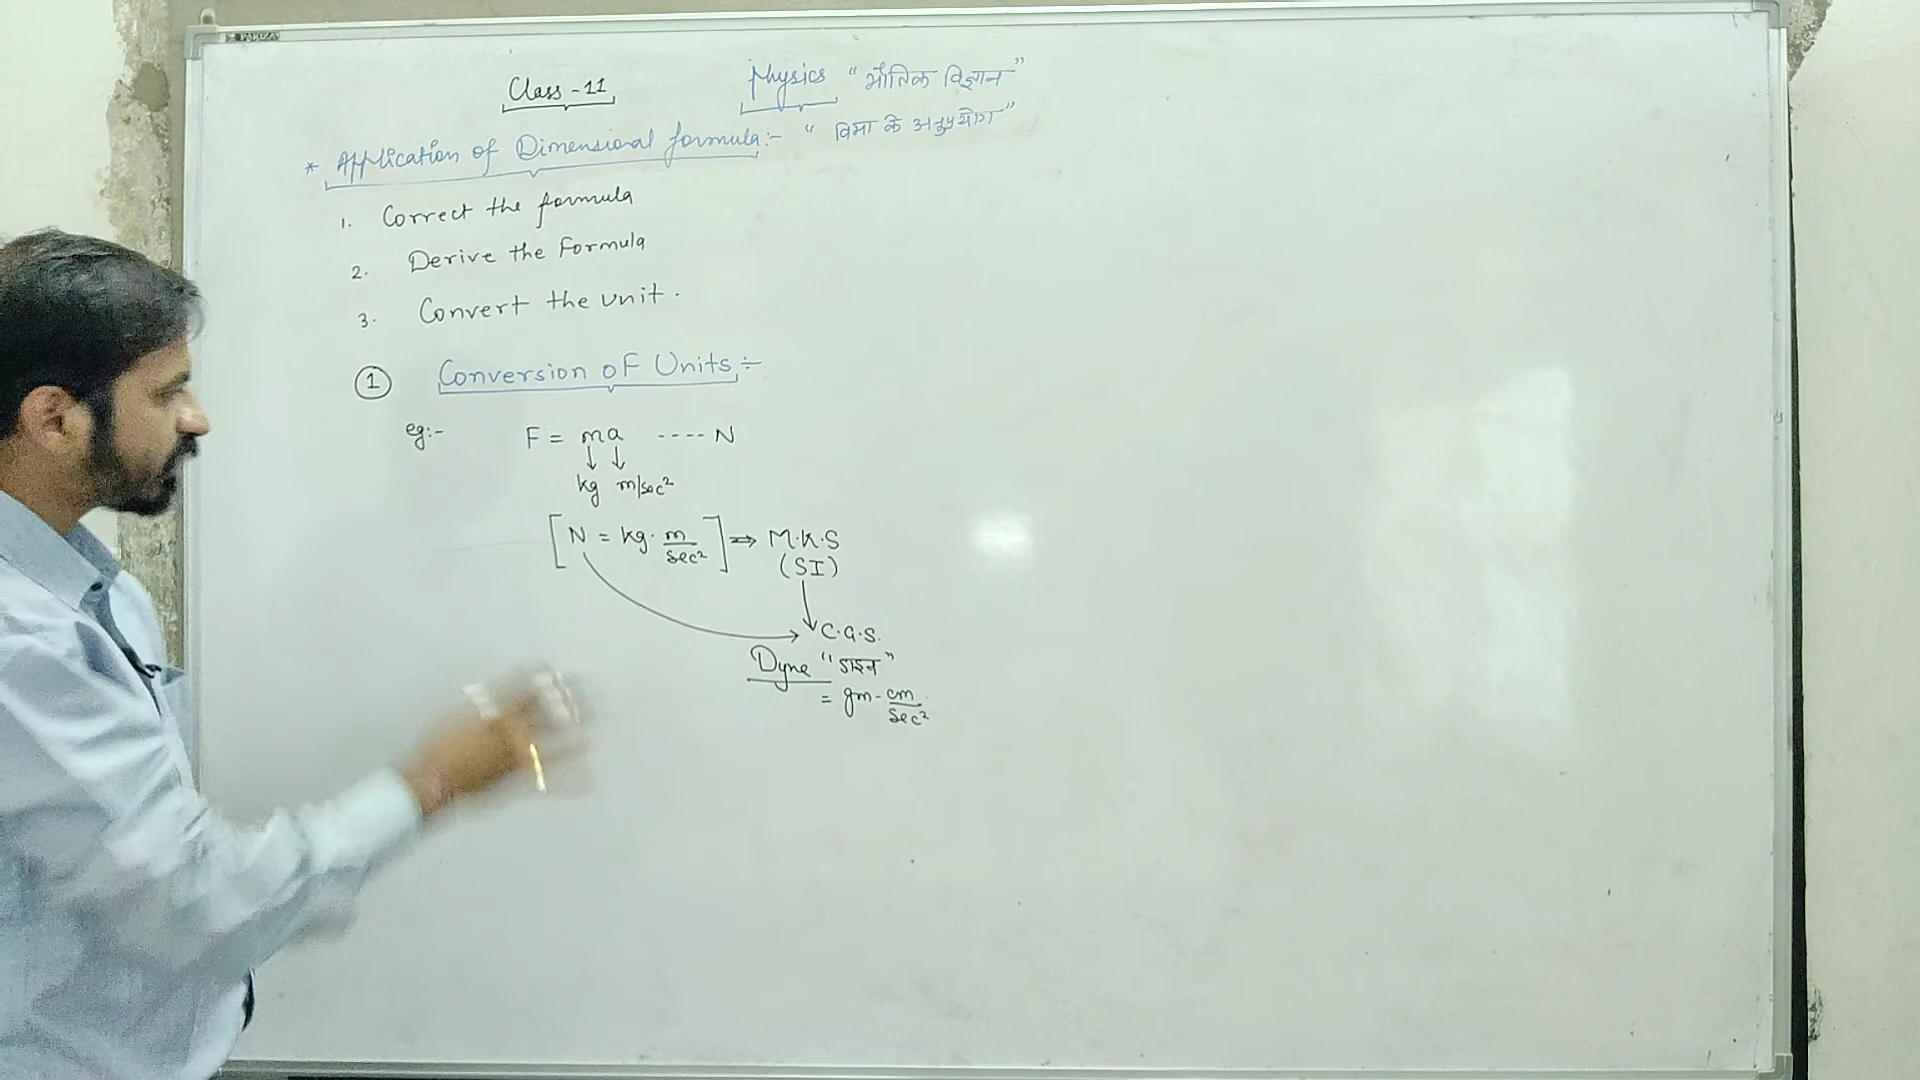 Class - 11 Physics "भौतिक विज्ञान"
* Application of Dimensional formula:- "विमा के अनुप्रयोग"
1. Correct the formula
2. Derive the Formula
3. Convert the unit.
① Conversion of Units:-
eg:- F = ma ---- N
↓ ↓
kg m/sec²
[N = kg. m/sec²] ⇒ M.K.S
(SI)
↓
C.G.S.
Dyne "डाइन"
= gm - cm/sec²